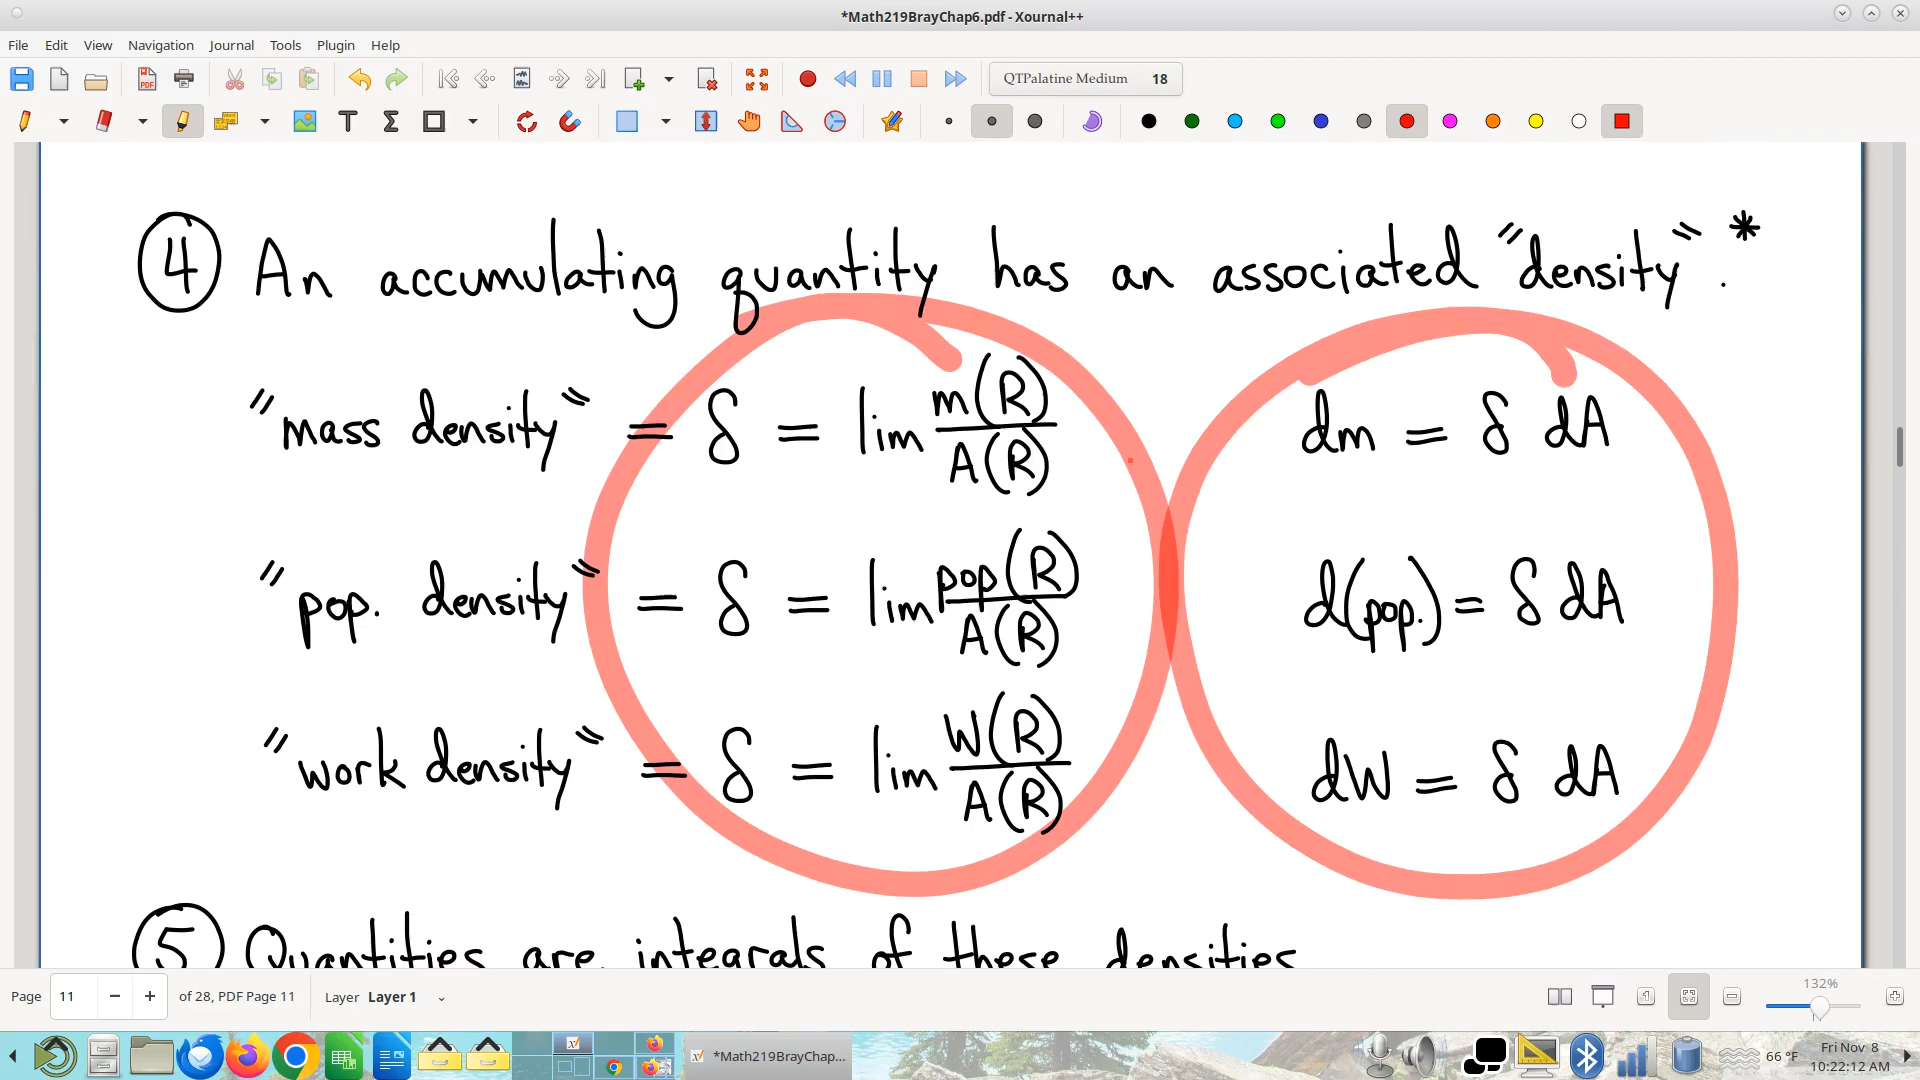 *Math219BrayChap6.pdf - Xournal++
File Edit View Navigation Journal Tools Plugin Help
QTPalatine Medium 18
④ An accumulating quantity has an associated "density". *
"mass density" = δ = lim m(R)/A(R) dm = δ dA
"pop. density" = δ = lim pop(R)/A(R) d(pop.) = δ dA
"work density" = δ = lim W(R)/A(R) dW = δ dA
⑤ Quantities are integrals of these densities
132%
Page 11 of 28, PDF Page 11 Layer Layer 1
*Math219BrayChap...
66 °F
Fri Nov 8
10:22:12 AM